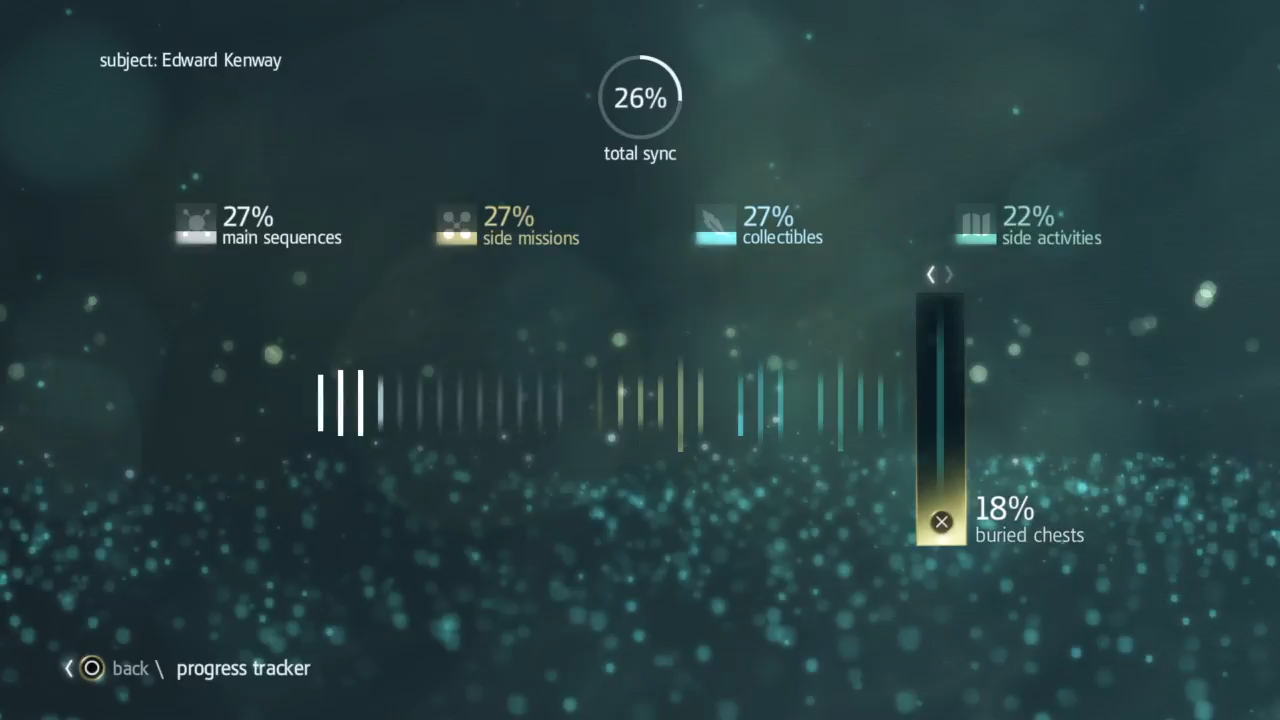 subject: Edward Kenway
26%
total sync
27%
main sequences
27%
side missions
27%
collectibles
22%
side activities
18%
buried chests
back \ progress tracker